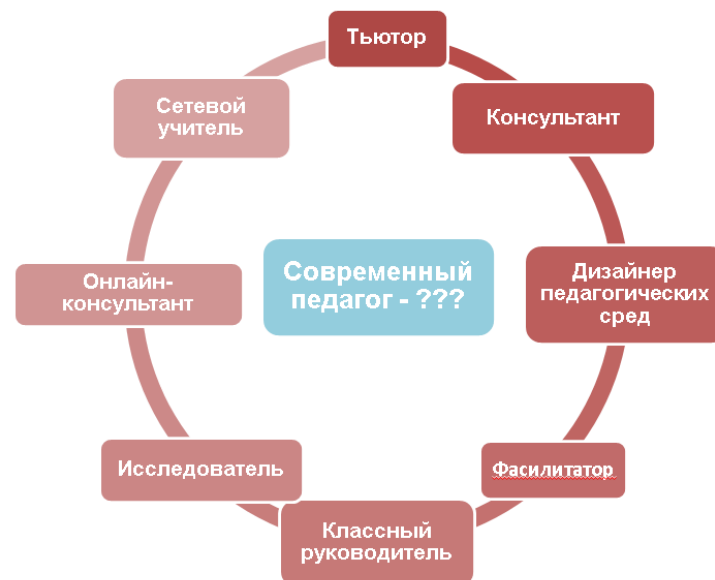 Тьютор
Консультант
Дизайнер
педагогических
сред
Фасилитатор
Классный
руководитель
Исследователь
Онлайн-
консультант
Сетевой
учитель
Современный
педагог - ???